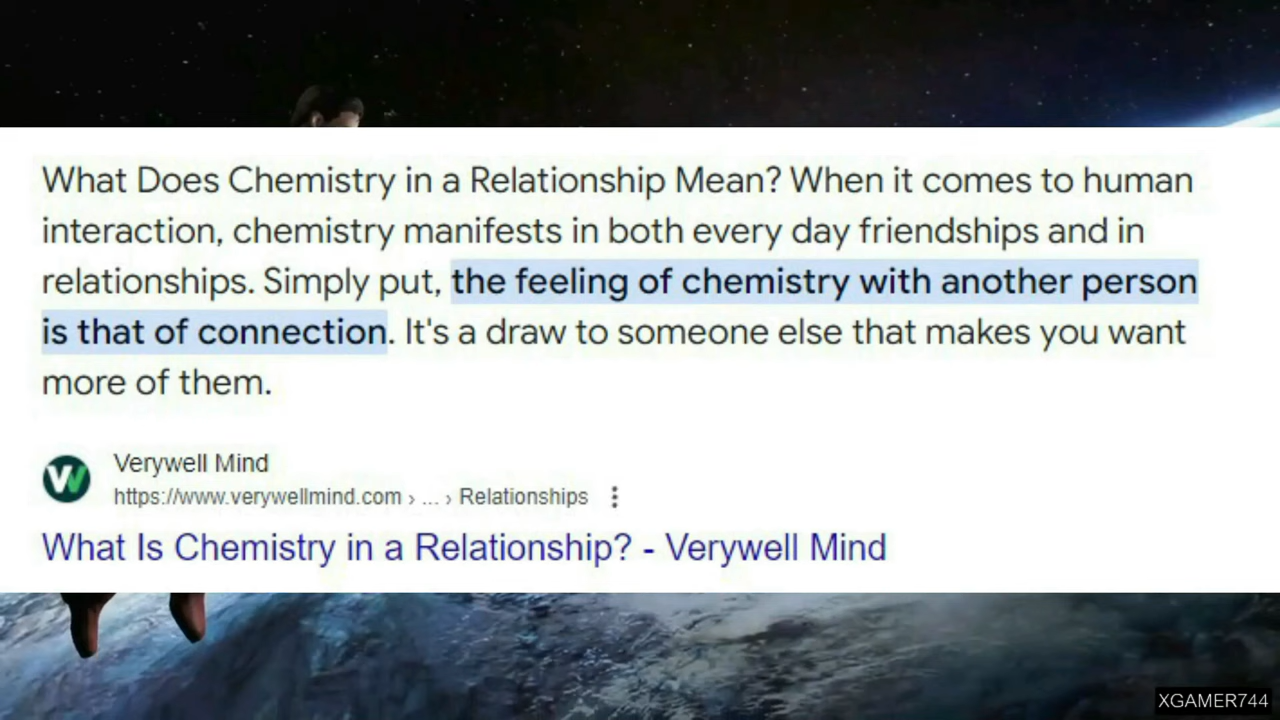 What Does Chemistry in a Relationship Mean? When it comes to human
interaction, chemistry manifests in both every day friendships and in
relationships. Simply put, the feeling of chemistry with another person
is that of connection. It's a draw to someone else that makes you want
more of them.
Verywell Mind
https://www.verywellmind.com › ... › Relationships
What Is Chemistry in a Relationship? - Verywell Mind
XGAMER744